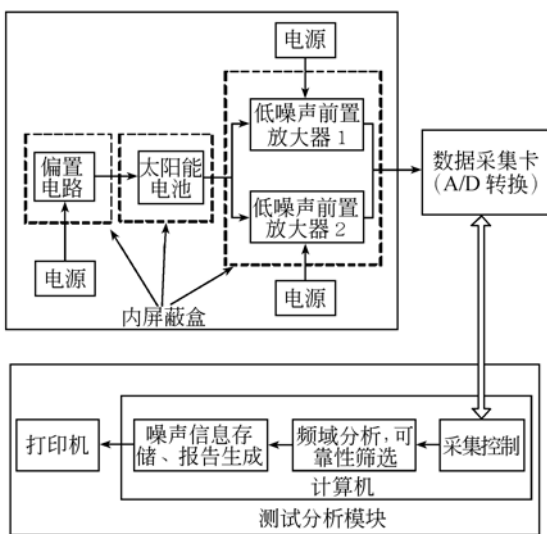 电源
低噪声前置
放大器 1
偏置
电路
太阳能
电池
数据采集卡
(A/D 转换)
低噪声前置
放大器 2
电源
电源
内屏蔽盒
打印机
噪声信息存
储、报告生成
频域分析,可
靠性筛选
采集控制
计算机
测试分析模块